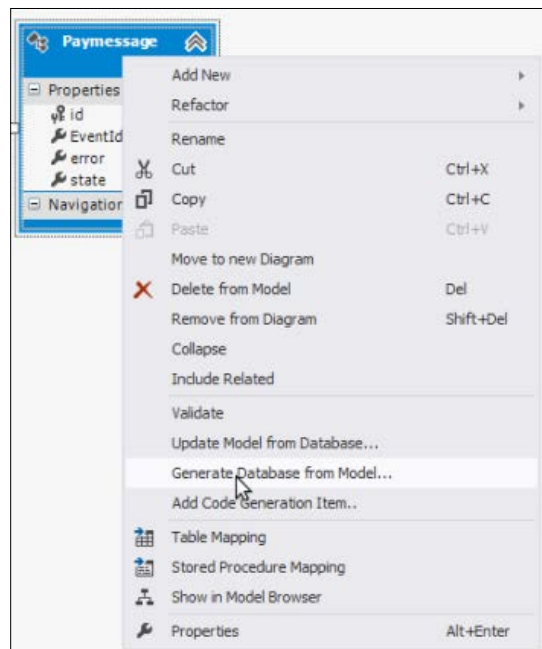 Paymessage
Properties
id
EventId
error
state
Navigation
Add New
Refactor
Rename
Cut Ctrl+X
Copy Ctrl+C
Paste Ctrl+V
Move to new Diagram
Delete from Model Del
Remove from Diagram Shift+Del
Collapse
Include Related
Validate
Update Model from Database...
Generate Database from Model...
Add Code Generation Item..
Table Mapping
Stored Procedure Mapping
Show in Model Browser
Properties Alt+Enter